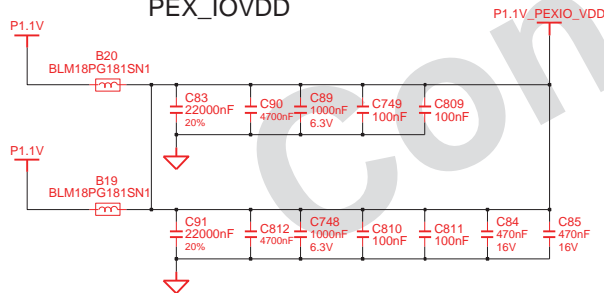 PEX_IOVDD
P1.1V
P1.1V_PEXIO_VDD
B20
BLM18PG181SN1
C83
22000nF
20%
C90
4700nF
C89
1000nF
6.3V
C749
100nF
C809
100nF
P1.1V
B19
BLM18PG181SN1
C91
22000nF
20%
C812
4700nF
C748
1000nF
6.3V
C810
100nF
C811
100nF
C84
470nF
16V
C85
470nF
16V
Con